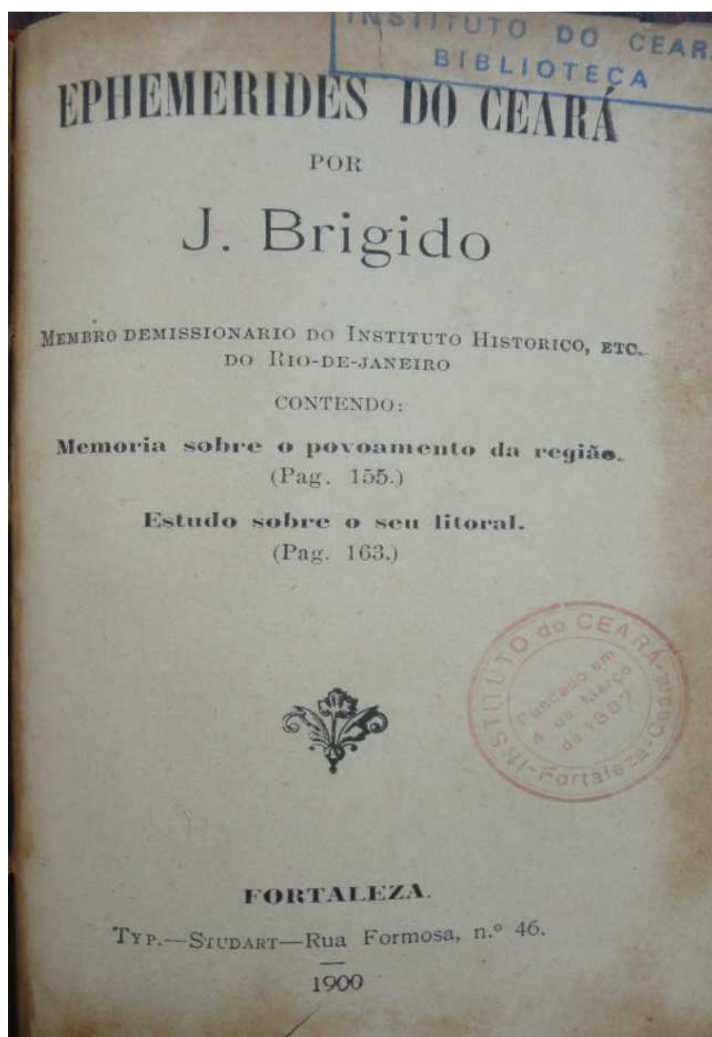 INSTITUTO DO CEARÁ
BIBLIOTECA
EPHEMERIDES DO CEARÁ
POR
J. Brigido
MEMBRO DEMISSIONARIO DO INSTITUTO HISTORICO, ETC.
DO RIO-DE-JANEIRO
CONTENDO:
Memoria sobre o povoamento da região.
(Pag. 155.)
Estudo sobre o seu litoral.
(Pag. 163.)
INSTITUTO do CEARÁ
Fundado em
4 de Março
de 1887
Fortaleza-Ceará
FORTALEZA.
TYP.—STUDART—Rua Formosa, n.º 46.
1900